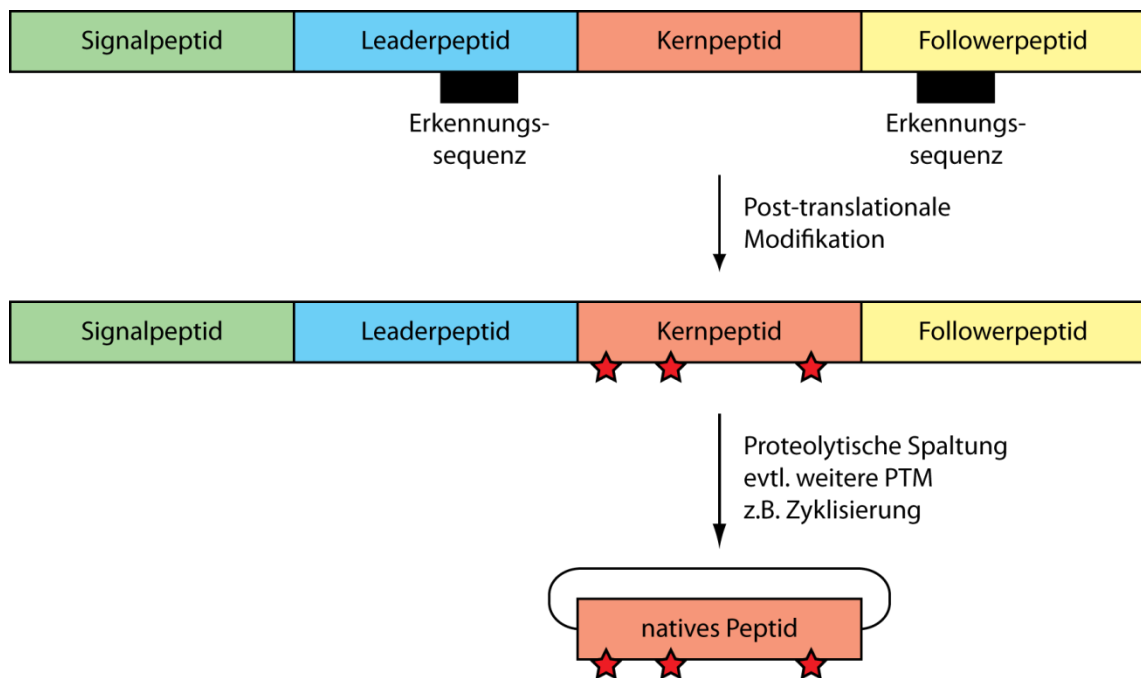 Signalpeptid Leaderpeptid Kernpeptid Followerpeptid
Erkennungs-
sequenz
Erkennungs-
sequenz
Post-translationale
Modifikation
Signalpeptid Leaderpeptid Kernpeptid Followerpeptid
Proteolytische Spaltung
evtl. weitere PTM
z.B. Zyklisierung
natives Peptid